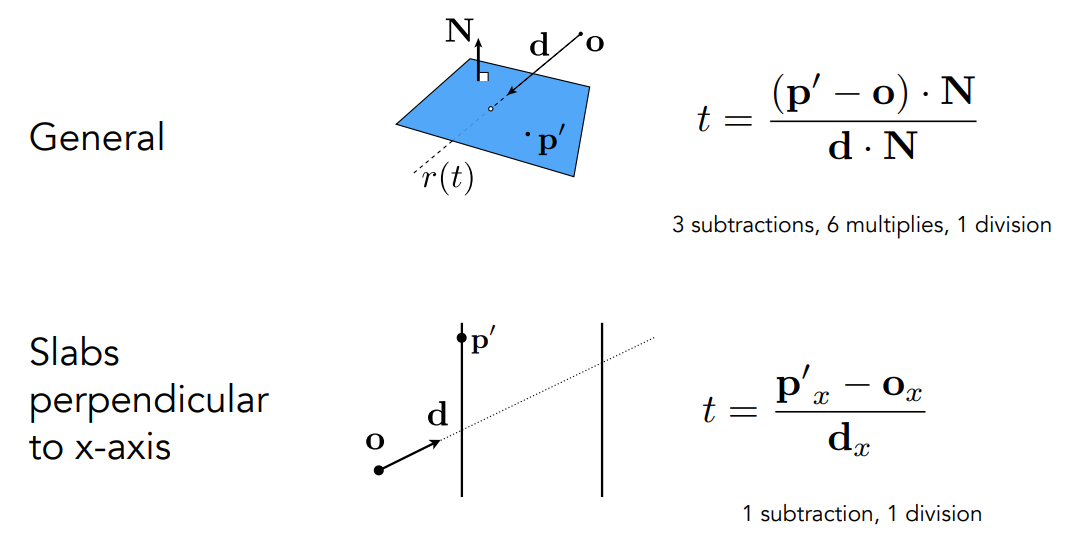 General
N
d
o
p′
r(t)
t = (p′ − o) · N / d · N
3 subtractions, 6 multiplies, 1 division
Slabs
perpendicular
to x-axis
p′
d
o
t = p′ₓ − oₓ / dₓ
1 subtraction, 1 division